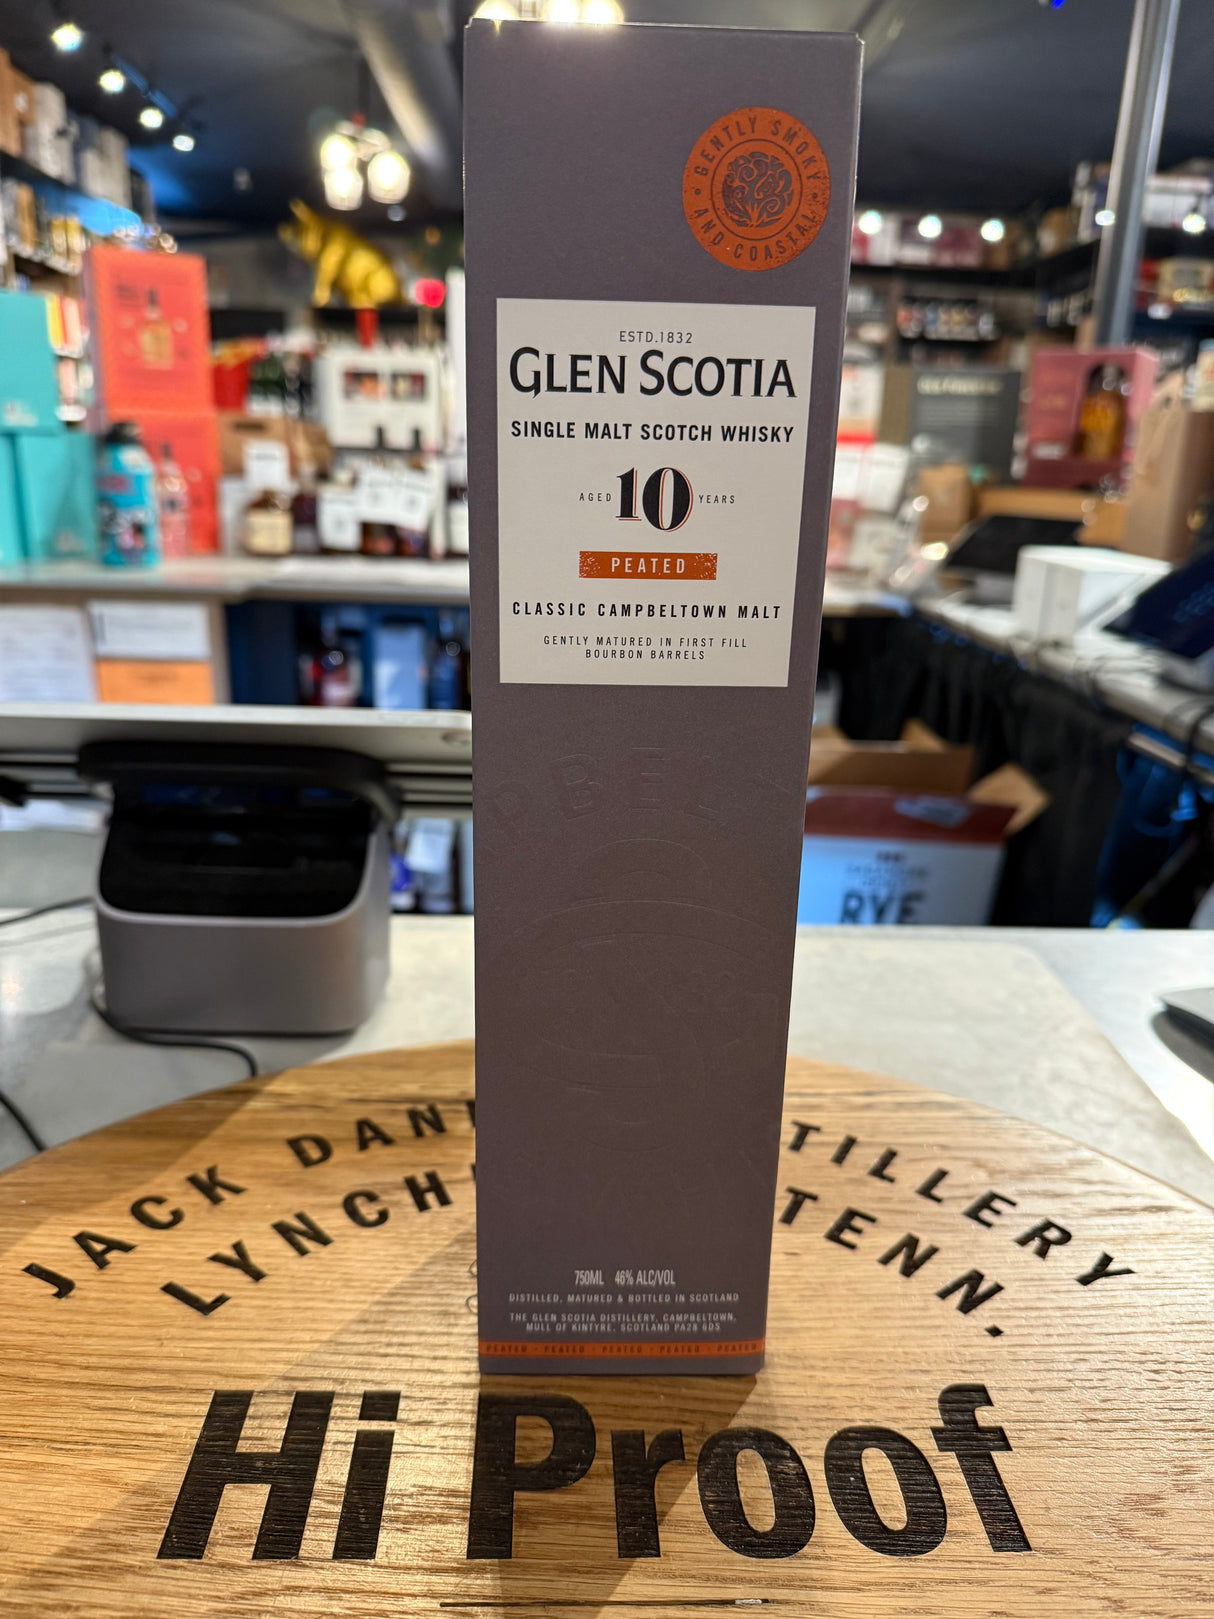 GENTLY SMOKY
AND COASTAL
ESTD.1832
GLEN SCOTIA
SINGLE MALT SCOTCH WHISKY
AGED 10 YEARS
PEATED
CLASSIC CAMPBELTOWN MALT
GENTLY MATURED IN FIRST FILL
BOURBON BARRELS
RYE
750ML 46% ALC/VOL
DISTILLED, MATURED & BOTTLED IN SCOTLAND
THE GLEN SCOTIA DISTILLERY, CAMPBELTOWN,
MULL OF KINTYRE, SCOTLAND PA28 6DS
PEATED · PEATED · PEATED · PEATED · PEATED
JACK DANI TILLERY
LYNCH TENN.
Hi Proof